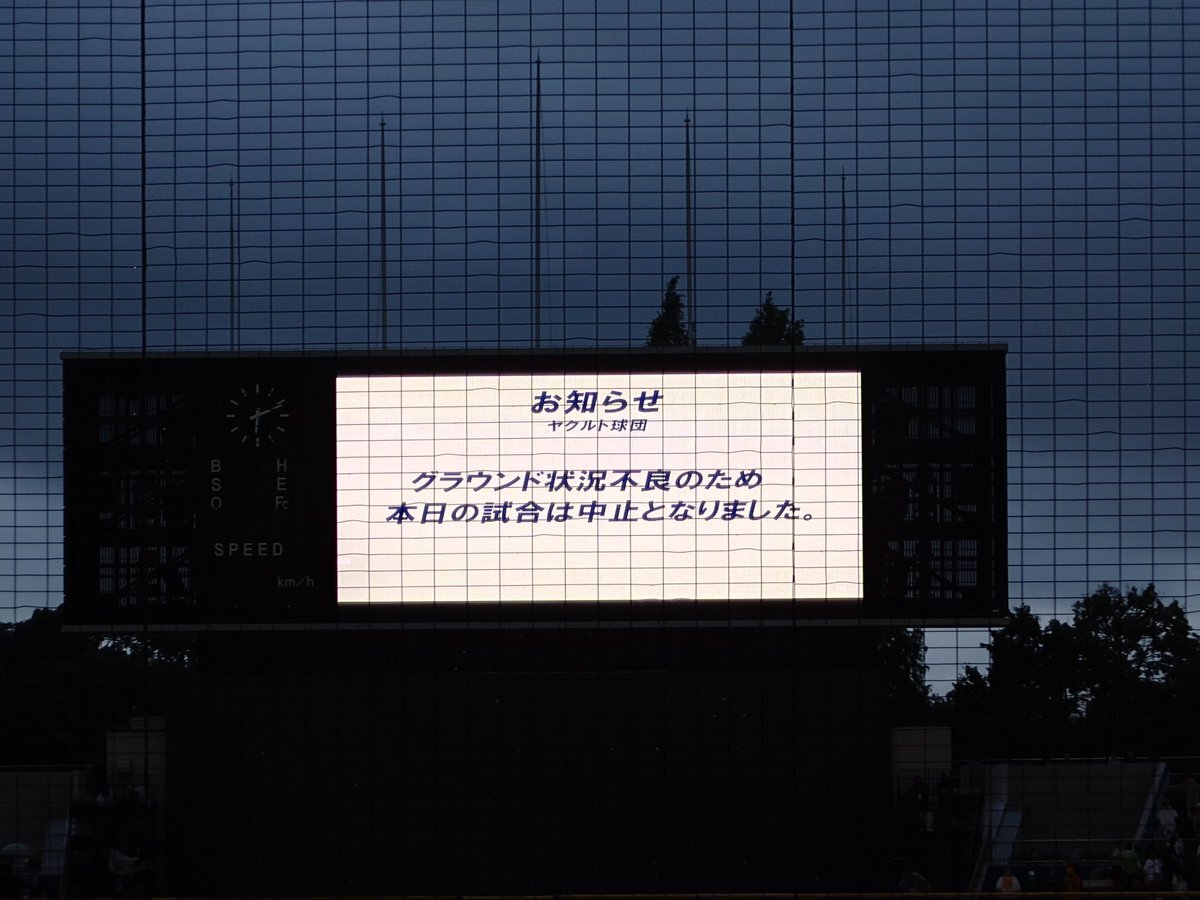 お知らせ
ヤクルト球団
グラウンド状況不良のため
本日の試合は中止となりました。
B H
S E
O Fc
SPEED
km/h